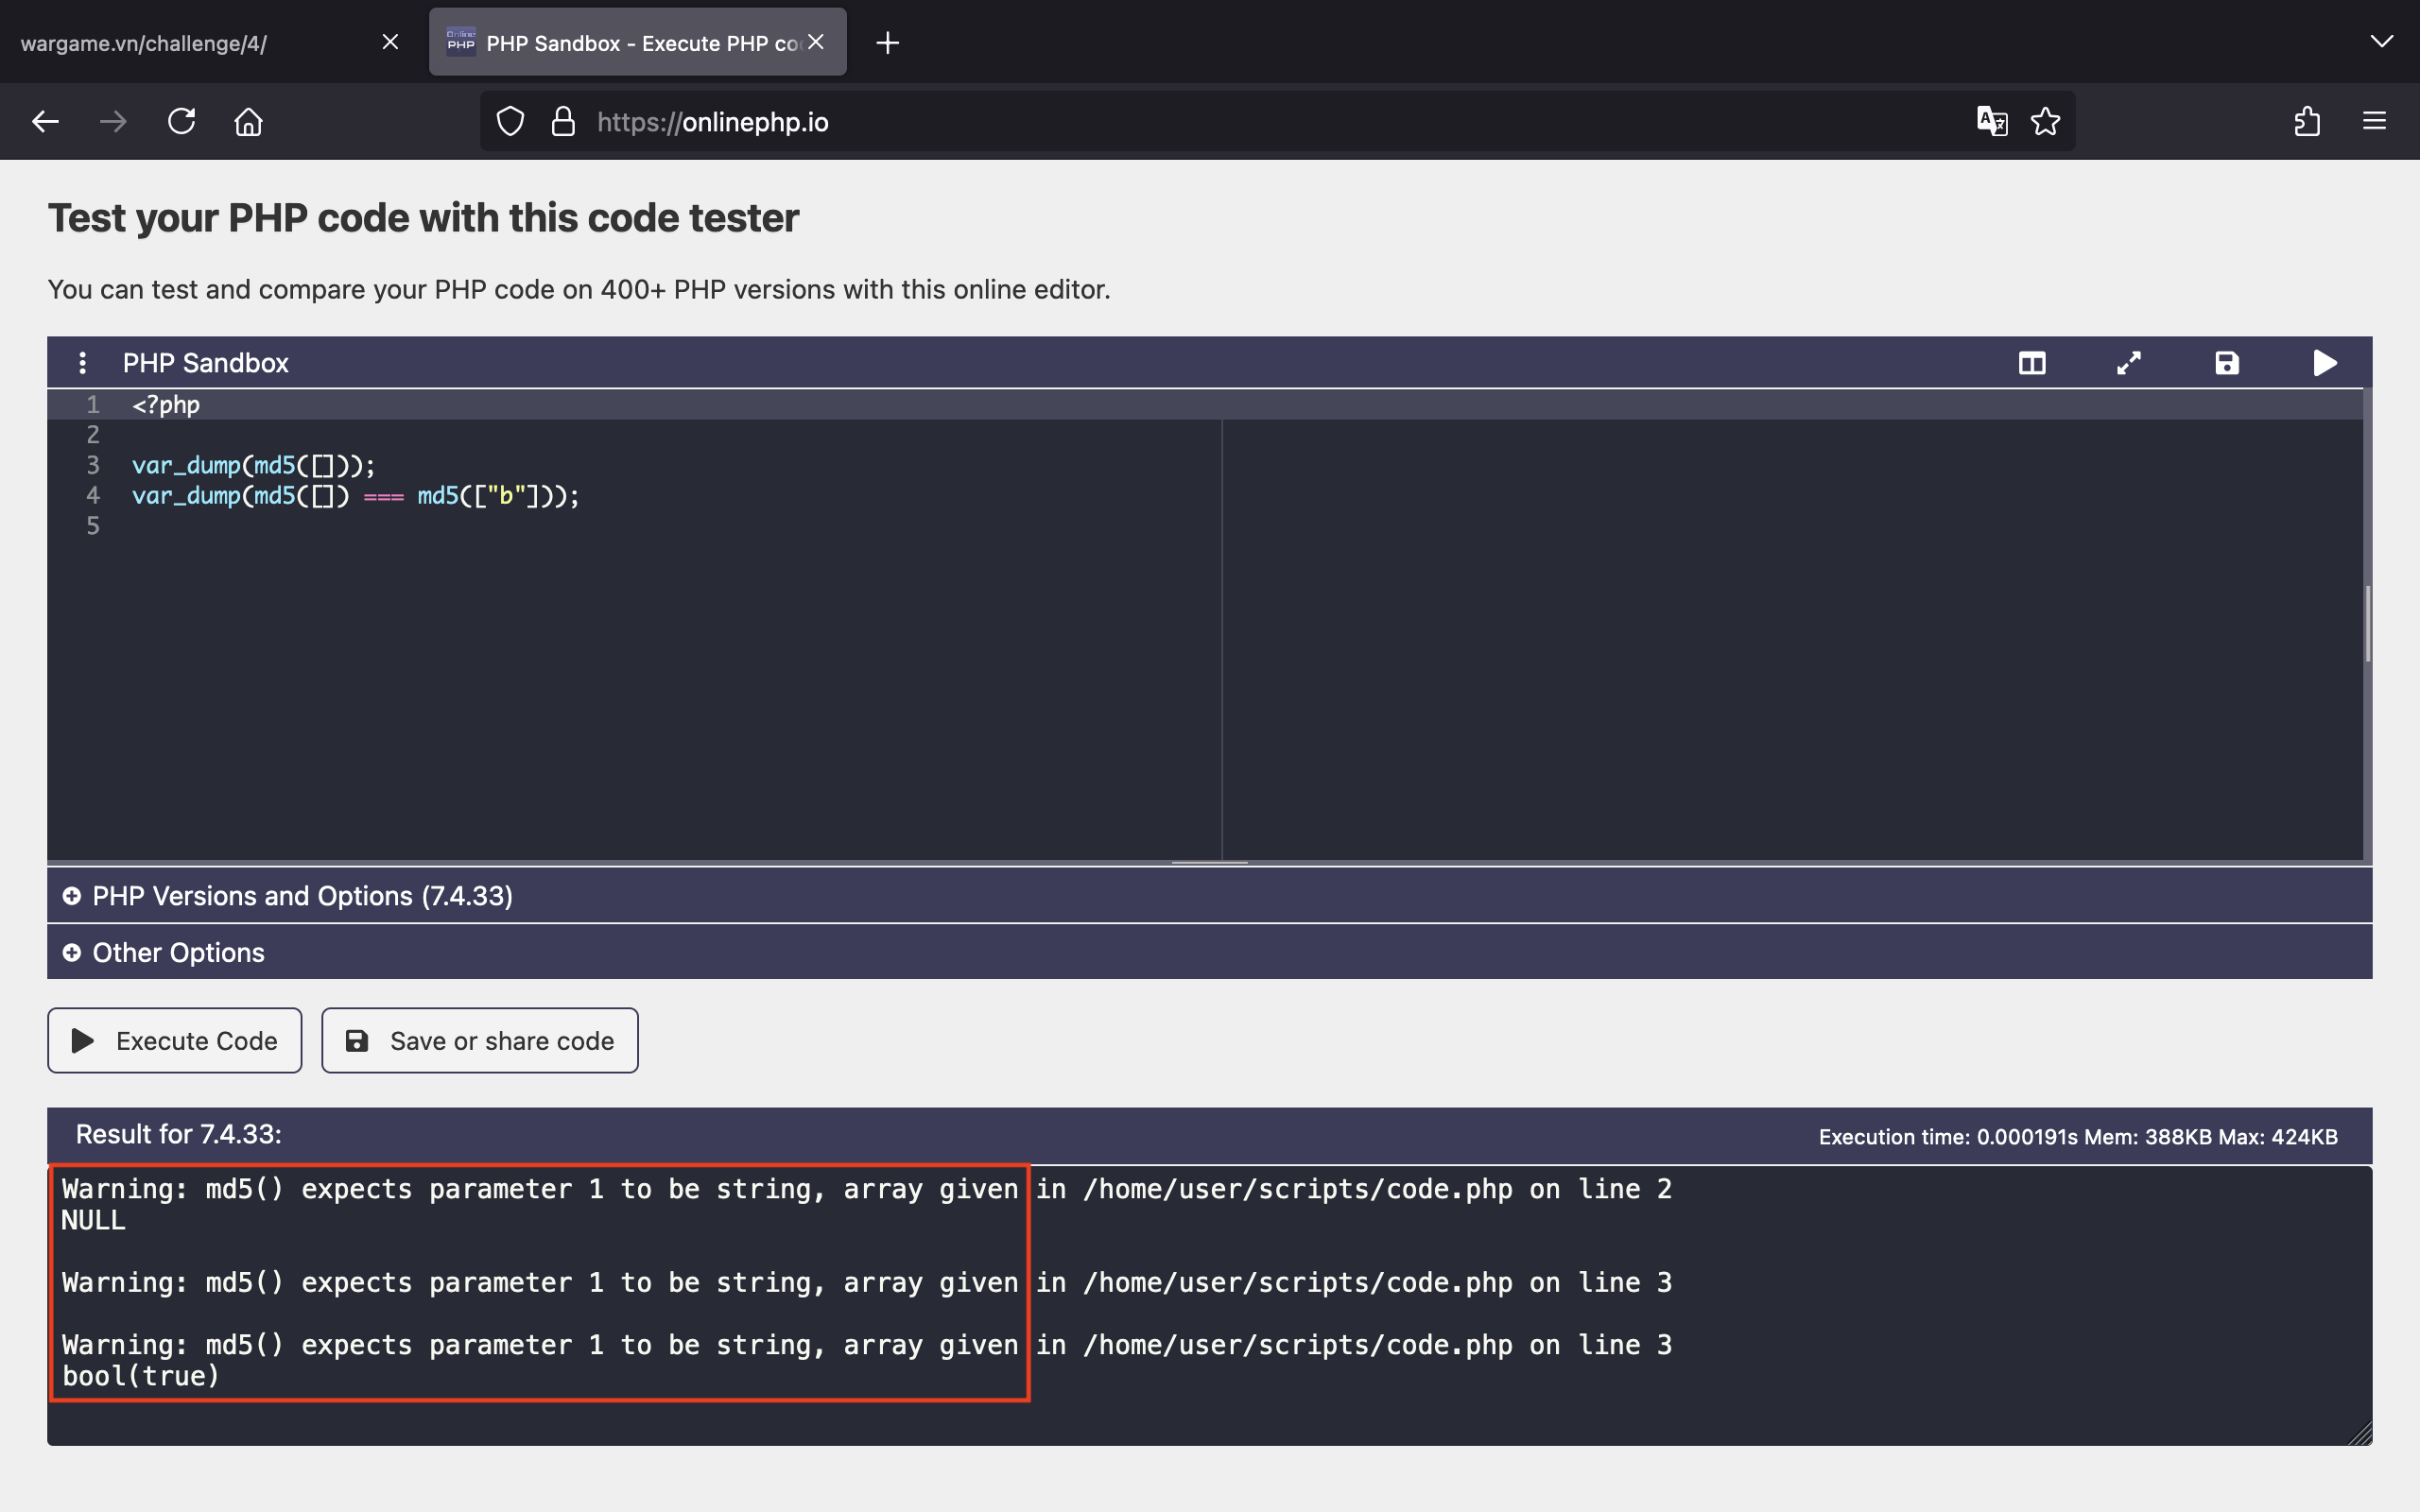 wargame.vn/challenge/4/
Online PHP
PHP Sandbox - Execute PHP co
https://onlinephp.io
Test your PHP code with this code tester
You can test and compare your PHP code on 400+ PHP versions with this online editor.
PHP Sandbox
1 <?php
2
3 var_dump(md5([]));
4 var_dump(md5([]) === md5(["b"]));
5
PHP Versions and Options (7.4.33)
Other Options
Execute Code
Save or share code
Result for 7.4.33:
Execution time: 0.000191s Mem: 388KB Max: 424KB
Warning: md5() expects parameter 1 to be string, array given in /home/user/scripts/code.php on line 2
NULL
Warning: md5() expects parameter 1 to be string, array given in /home/user/scripts/code.php on line 3
Warning: md5() expects parameter 1 to be string, array given in /home/user/scripts/code.php on line 3
bool(true)